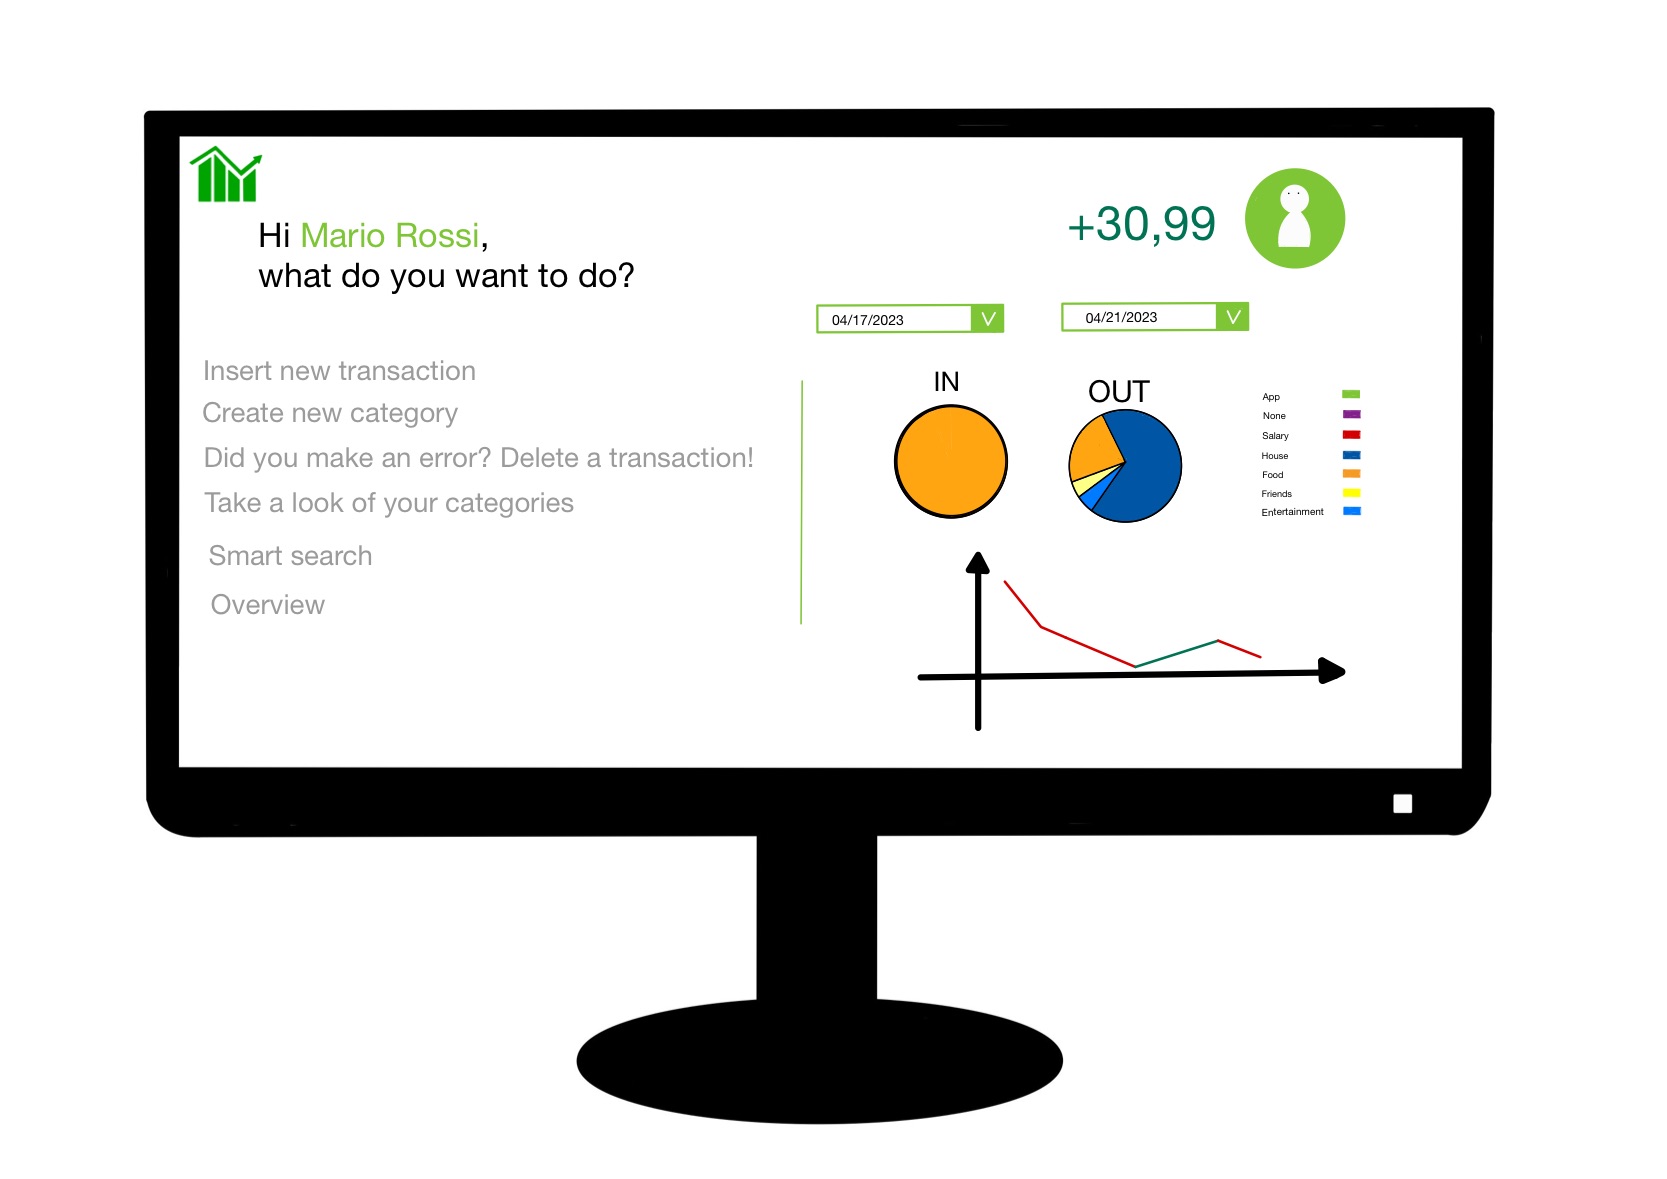 Hi Mario Rossi,
what do you want to do?
+30,99
04/17/2023
04/21/2023
Insert new transaction
Create new category
Did you make an error? Delete a transaction!
Take a look of your categories
Smart search
Overview
IN
OUT
App
None
Salary
House
Food
Friends
Entertainment